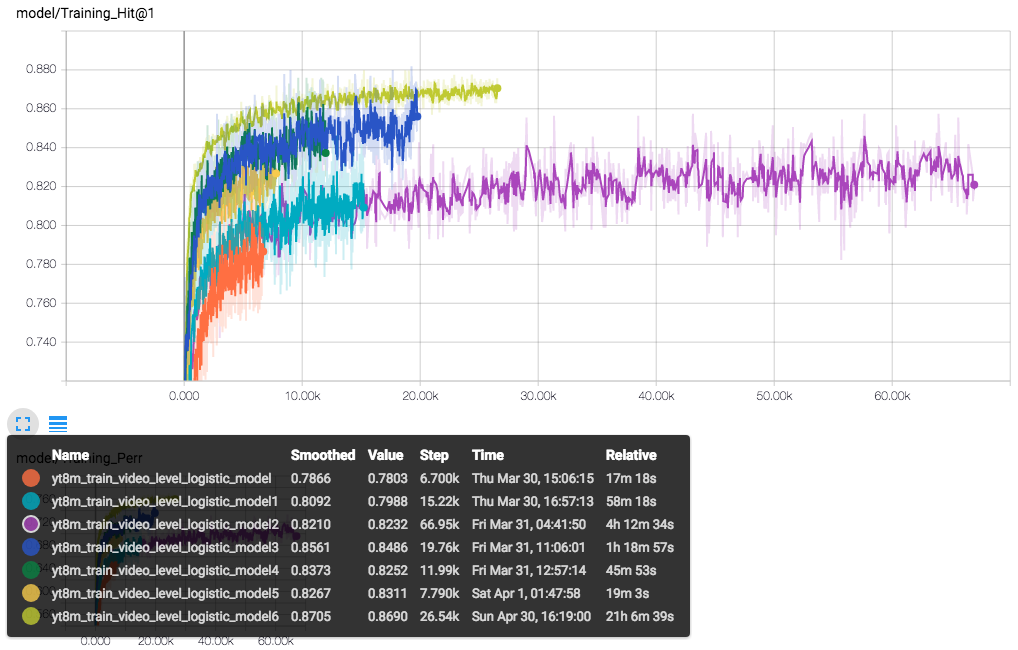 model/Training_Hit@1
0.880
0.860
0.840
0.820
0.800
0.780
0.760
0.740
0.000 10.00k 20.00k 30.00k 40.00k 50.00k 60.00k
model/Training_Perr
Name Smoothed Value Step Time Relative
yt8m_train_video_level_logistic_model 0.7866 0.7803 6.700k Thu Mar 30, 15:06:15 17m 18s
yt8m_train_video_level_logistic_model1 0.8092 0.7988 15.22k Thu Mar 30, 16:57:13 58m 18s
yt8m_train_video_level_logistic_model2 0.8210 0.8232 66.95k Fri Mar 31, 04:41:50 4h 12m 34s
yt8m_train_video_level_logistic_model3 0.8561 0.8486 19.76k Fri Mar 31, 11:06:01 1h 18m 57s
yt8m_train_video_level_logistic_model4 0.8373 0.8252 11.99k Fri Mar 31, 12:57:14 45m 53s
yt8m_train_video_level_logistic_model5 0.8267 0.8311 7.790k Sat Apr 1, 01:47:58 19m 3s
yt8m_train_video_level_logistic_model6 0.8705 0.8690 26.54k Sun Apr 30, 16:19:00 21h 6m 39s
0.000 20.00k 40.00k 60.00k